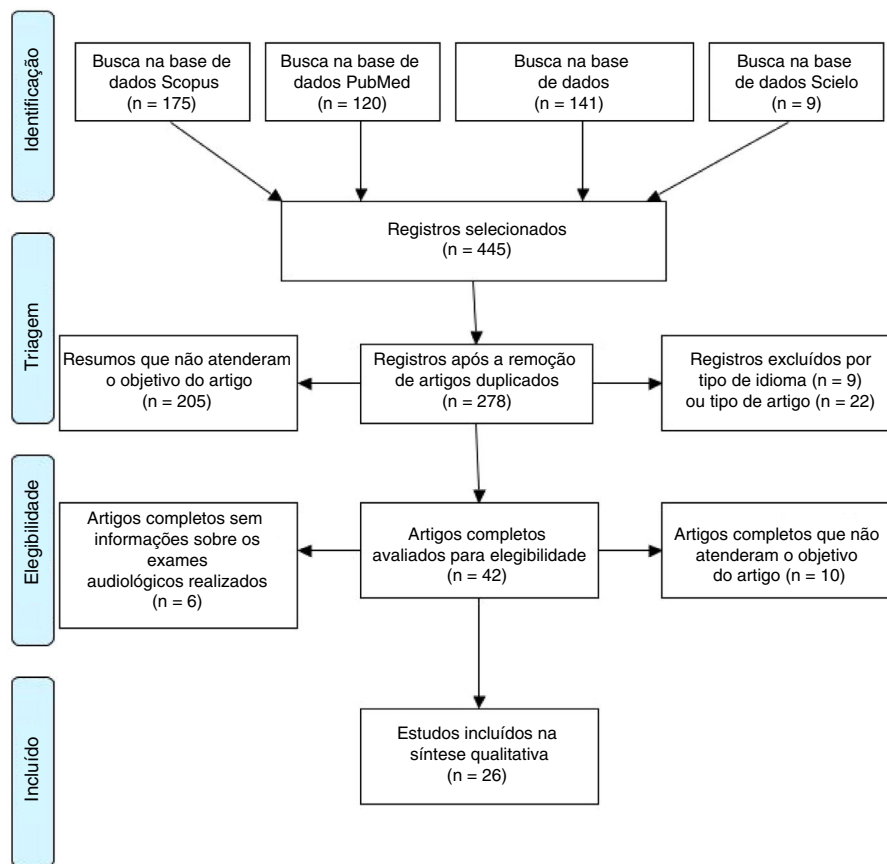 Identificação
Busca na base de
dados Scopus
(n = 175)
Busca na base de
dados PubMed
(n = 120)
Busca na base
de dados
(n = 141)
Busca na base
de dados Scielo
(n = 9)
Registros selecionados
(n = 445)
Triagem
Resumos que não atenderam
o objetivo do artigo
(n = 205)
Registros após a remoção
de artigos duplicados
(n = 278)
Registros excluídos por
tipo de idioma (n = 9)
ou tipo de artigo (n = 22)
Elegibilidade
Artigos completos sem
informações sobre os
exames
audiológicos realizados
(n = 6)
Artigos completos
avaliados para elegibilidade
(n = 42)
Artigos completos que não
atenderam o objetivo
do artigo (n = 10)
Incluído
Estudos incluídos na
síntese qualitativa
(n = 26)